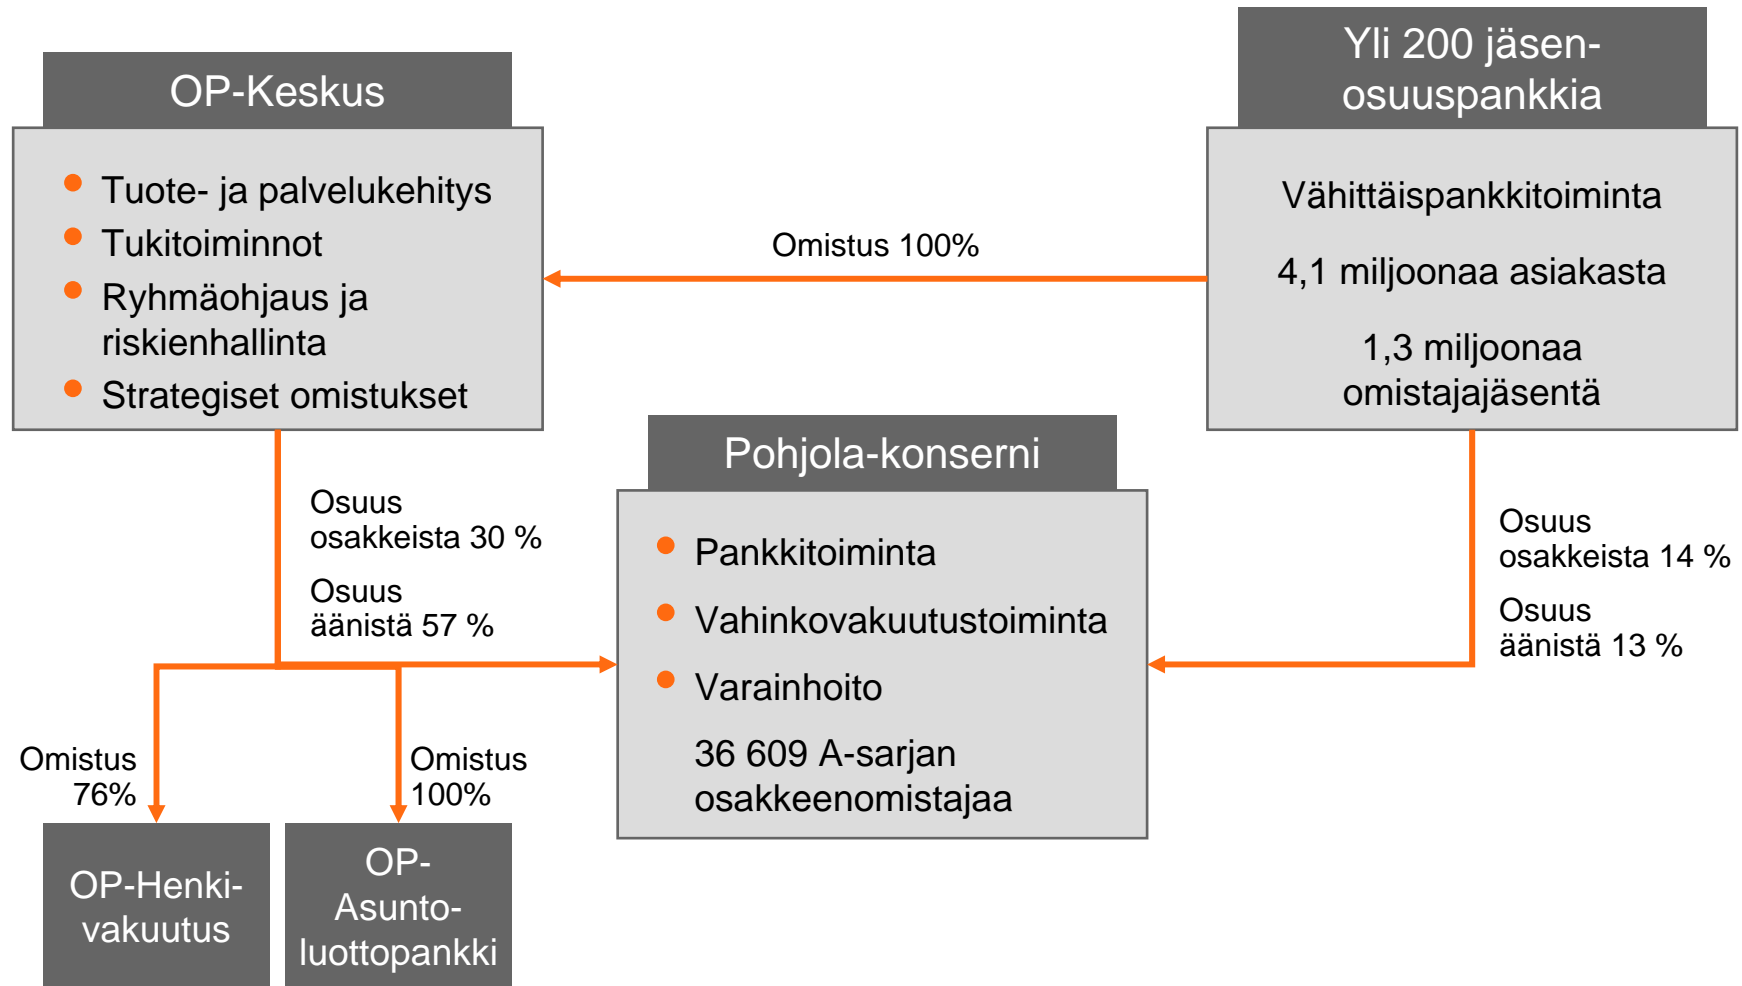 OP-Keskus
Tuote- ja palvelukehitys
Tukitoiminnot
Ryhmäohjaus ja
riskienhallinta
Strategiset omistukset
Omistus 100%
Yli 200 jäsen-
osuuspankkia
Vähittäispankkitoiminta
4,1 miljoonaa asiakasta
1,3 miljoonaa
omistajajäsentä
Osuus
osakkeista 30 %
Osuus
äänistä 57 %
Pohjola-konserni
Pankkitoiminta
Vahinkovakuutustoiminta
Varainhoito
36 609 A-sarjan
osakkeenomistajaa
Osuus
osakkeista 14 %
Osuus
äänistä 13 %
Omistus
76%
Omistus
100%
OP-Henki-
vakuutus
OP-
Asunto-
luottopankki